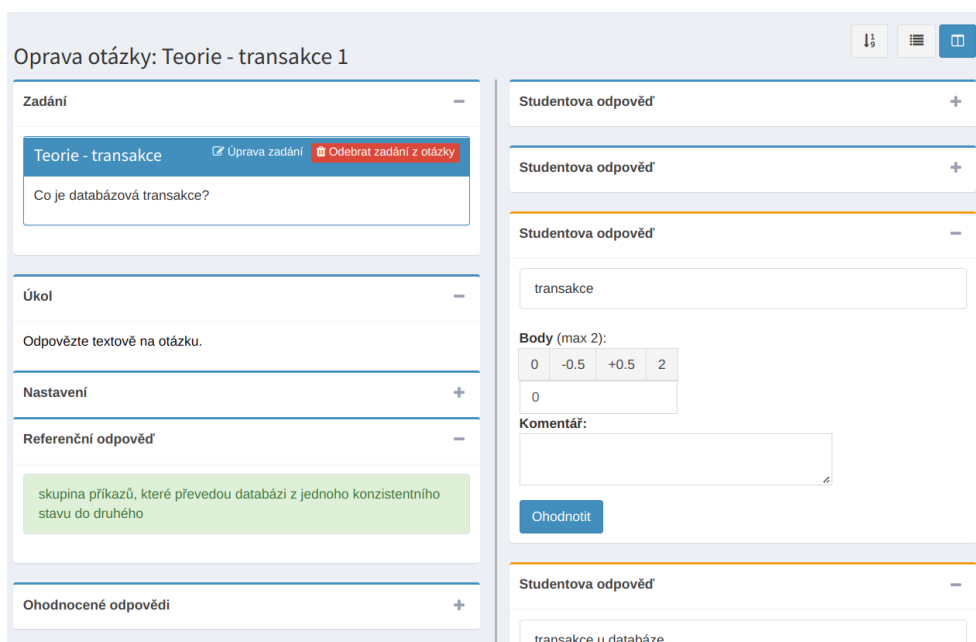 Oprava otázky: Teorie - transakce 1
Zadání
Teorie - transakce
Úprava zadání
Odebrat zadání z otázky
Co je databázová transakce?
Úkol
Odpovězte textově na otázku.
Nastavení
Referenční odpověď
skupina příkazů, které převedou databázi z jednoho konzistentního
stavu do druhého
Ohodnocené odpovědi
Studentova odpověď
Studentova odpověď
Studentova odpověď
transakce
Body (max 2):
0 -0.5 +0.5 2
0
Komentář:
Ohodnotit
Studentova odpověď
transakce u databáze